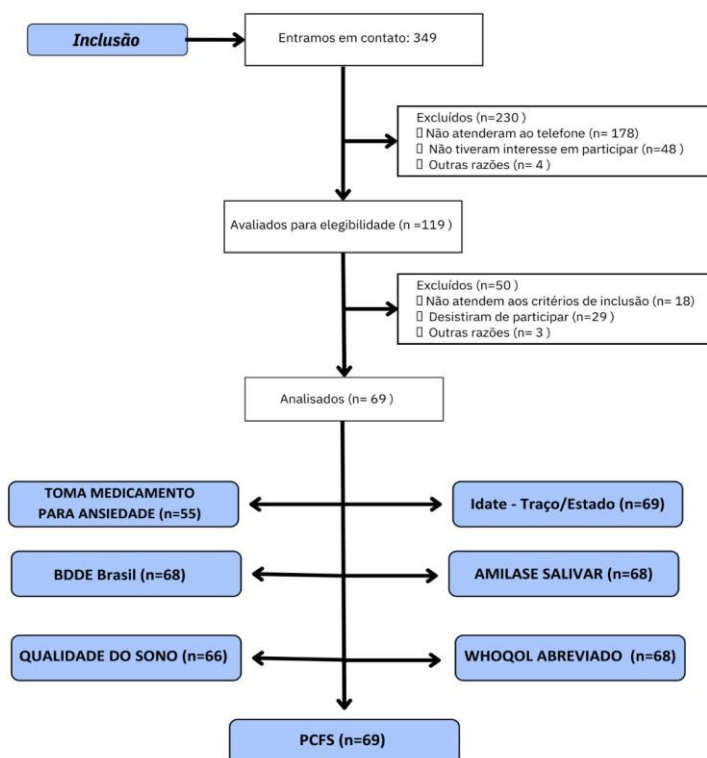 Inclusão
Entramos em contato: 349
Excluídos (n=230 )
▯ Não atenderam ao telefone (n= 178)
▯ Não tiveram interesse em participar (n=48 )
▯ Outras razões (n= 4 )
Avaliados para elegibilidade (n =119 )
Excluídos (n=50 )
▯ Não atendem aos critérios de inclusão (n= 18)
▯ Desistiram de participar (n=29 )
▯ Outras razões (n= 3 )
Analisados (n= 69 )
TOMA MEDICAMENTO
PARA ANSIEDADE (n=55)
Idate - Traço/Estado (n=69)
BDDE Brasil (n=68)
AMILASE SALIVAR (n=68)
QUALIDADE DO SONO (n=66)
WHOQOL ABREVIADO (n=68)
PCFS (n=69)